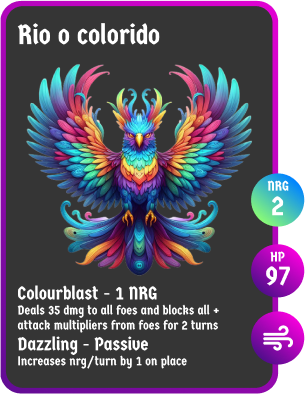 Rio o colorido
NRG
2
HP
97
Colourblast - 1 NRG
Deals 35 dmg to all foes and blocks all +
attack multipliers from foes for 2 turns
Dazzling - Passive
Increases nrg/turn by 1 on place